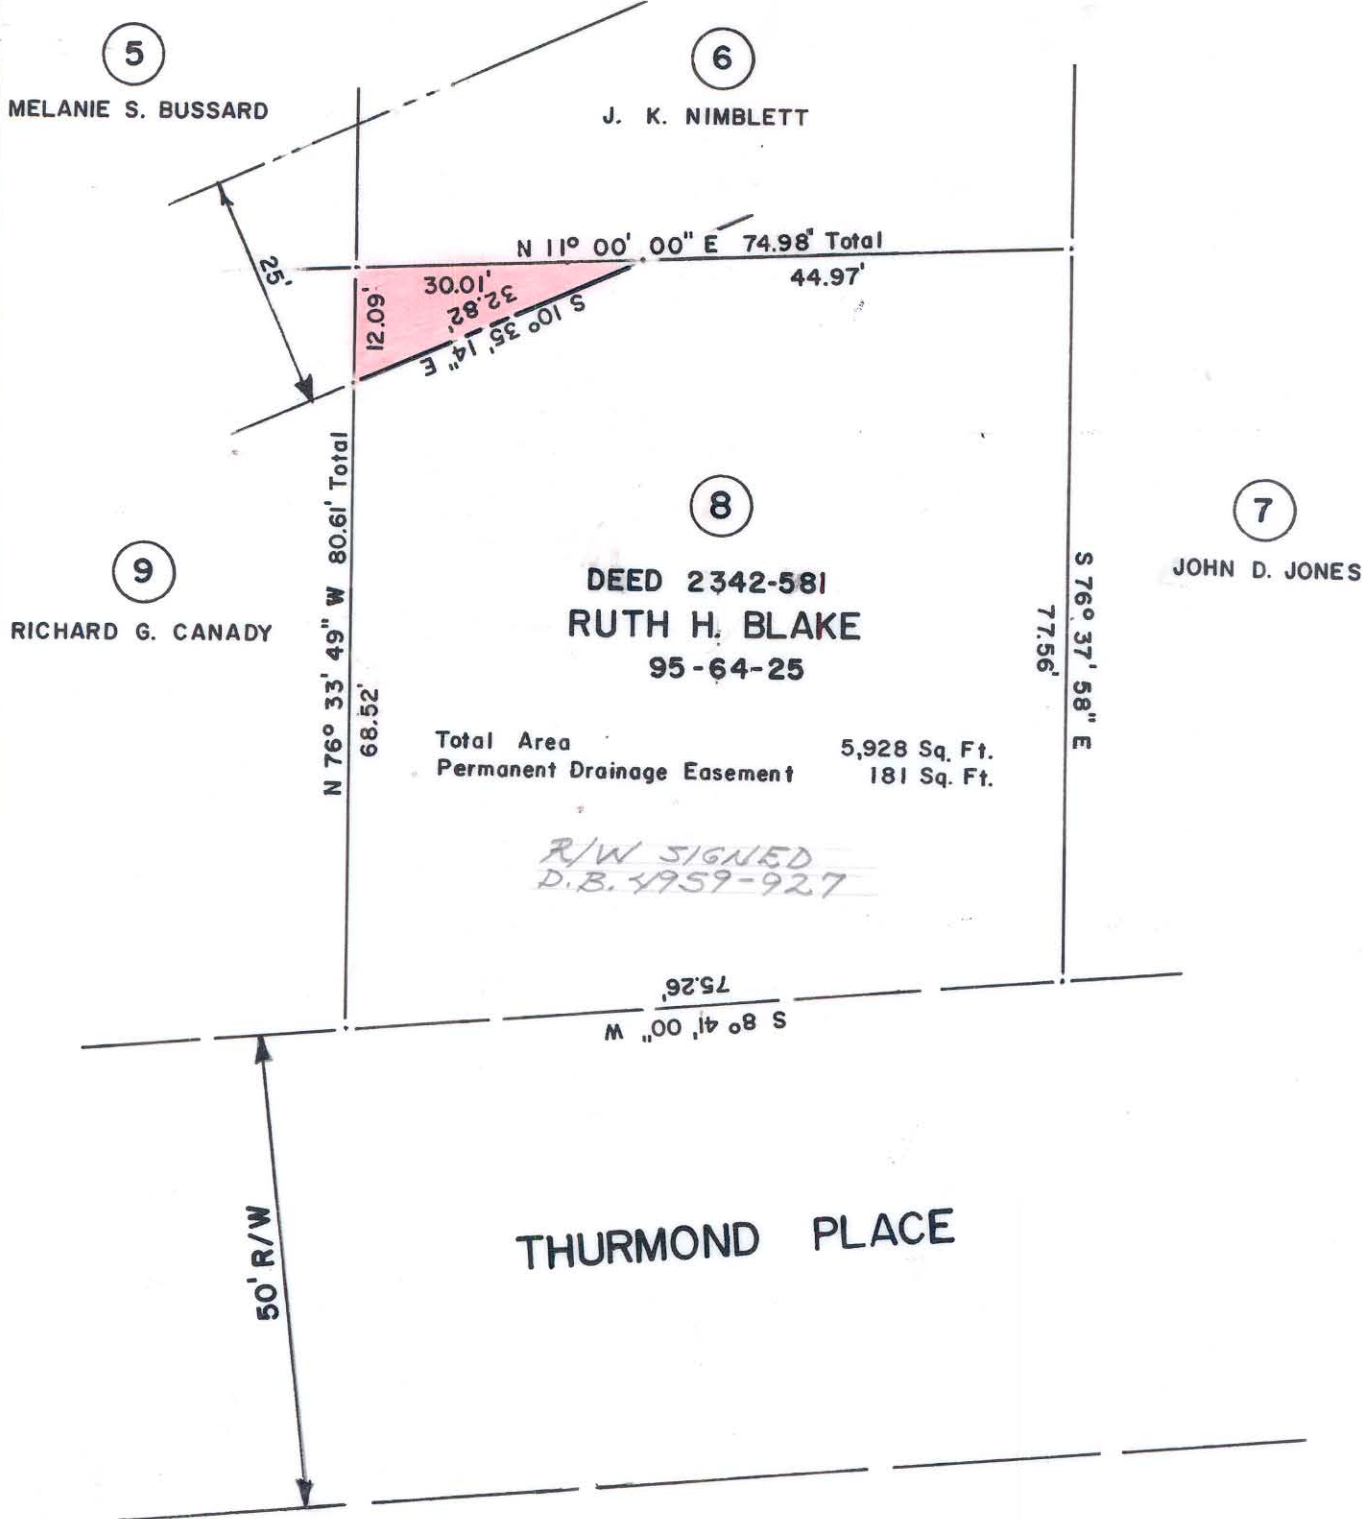 5
MELANIE S. BUSSARD
6
J. K. NIMBLETT
25'
N 11° 00' 00" E 74.98' Total
30.01'
44.97'
12.09'
32.82'
S 10° 35' 14" E
N 76° 33' 49" W 80.61' Total
68.52'
9
RICHARD G. CANADY
8
DEED 2342-581
RUTH H. BLAKE
95-64-25
7
JOHN D. JONES
S 76° 37' 58" E
77.56'
Total Area 5,928 Sq. Ft.
Permanent Drainage Easement 181 Sq. Ft.
R/W SIGNED
D.B. 4959-927
75.26'
S 8° 41' 00" W
50' R/W
THURMOND PLACE